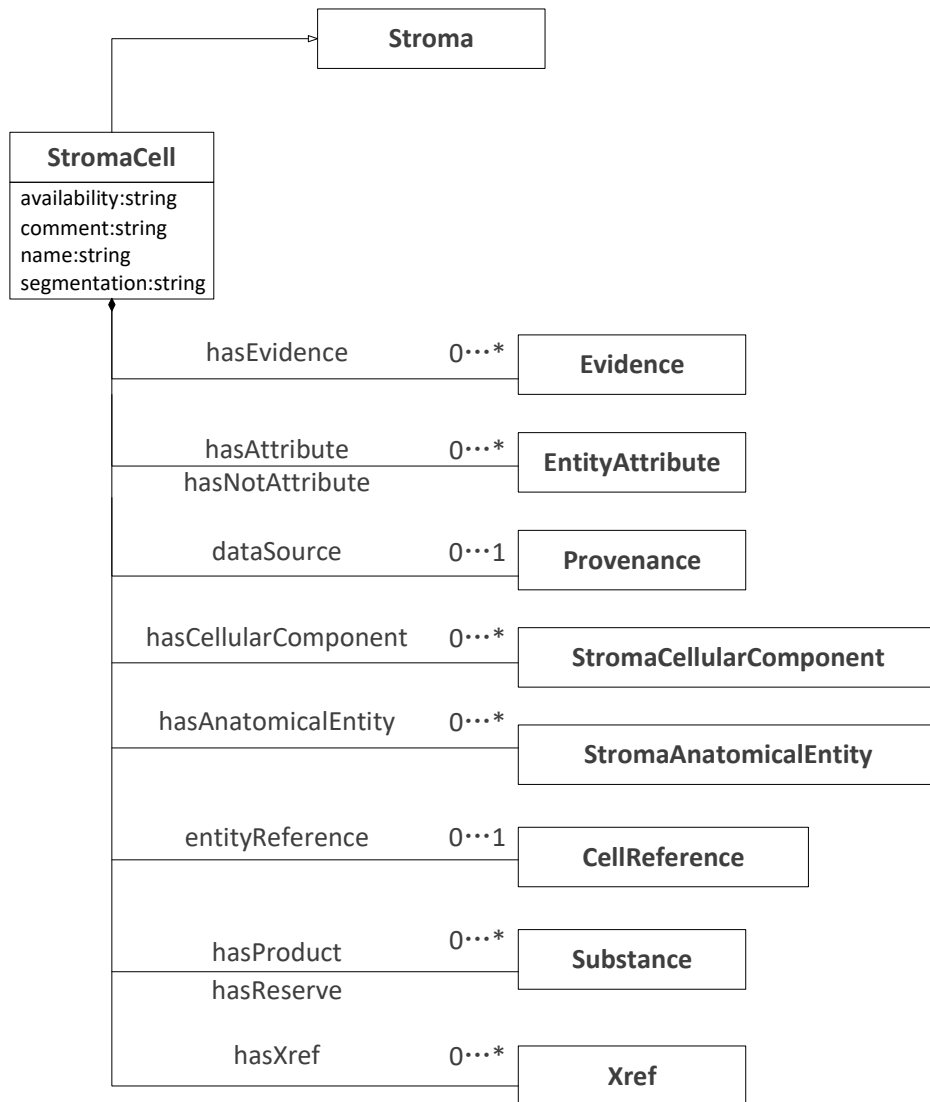 Stroma
StromaCell
availability:string
comment:string
name:string
segmentation:string
hasEvidence 0···*
Evidence
hasAttribute 0···*
EntityAttribute
hasNotAttribute
dataSource 0···1
Provenance
hasCellularComponent 0···*
StromaCellularComponent
hasAnatomicalEntity 0···*
StromaAnatomicalEntity
entityReference 0···1
CellReference
hasProduct 0···*
Substance
hasReserve
hasXref 0···*
Xref